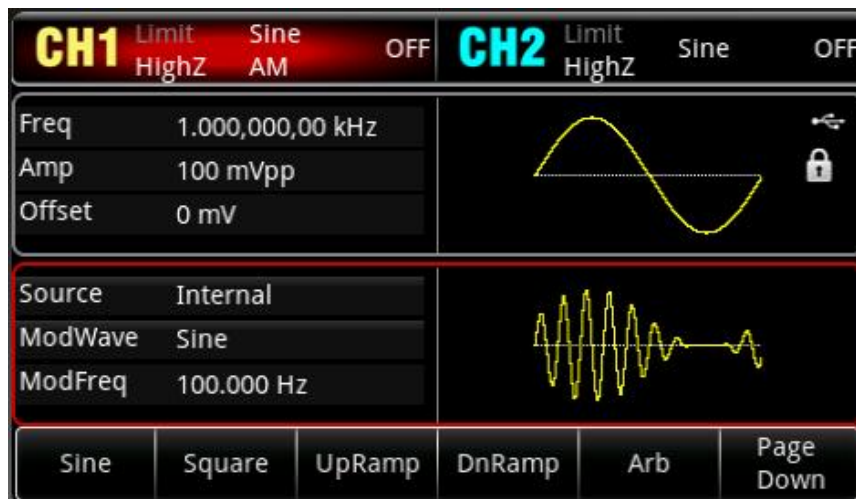 CH1 Limit Sine OFF CH2 Limit Sine OFF
HighZ AM HighZ
Freq 1.000,000,00 kHz
Amp 100 mVpp
Offset 0 mV
Source Internal
ModWave Sine
ModFreq 100.000 Hz
Sine Square UpRamp DnRamp Arb Page Down